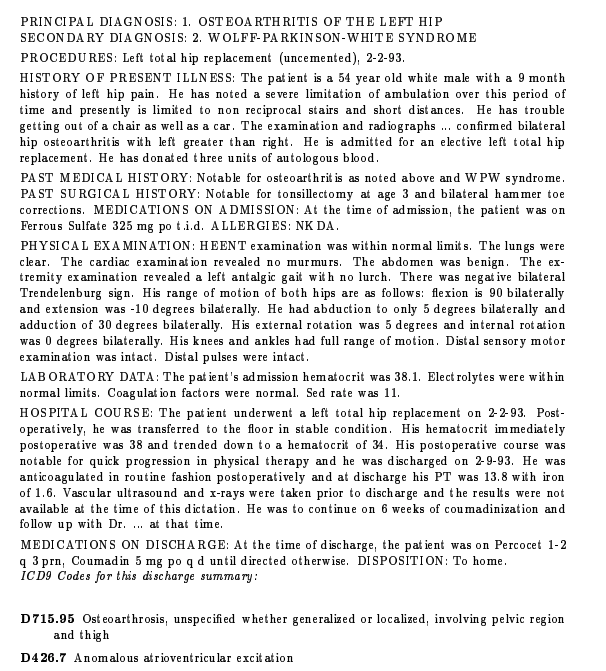 PRINCIPAL DIAGNOSIS: 1. OSTEOARTHRITIS OF THE LEFT HIP
SECONDARY DIAGNOSIS: 2. WOLFF-PARKINSON-WHITE SYNDROME
PROCEDURES: Left total hip replacement (uncemented), 2-2-93.
HISTORY OF PRESENT ILLNESS: The patient is a 54 year old white male with a 9 month
history of left hip pain. He has noted a severe limitation of ambulation over this period of
time and presently is limited to non reciprocal stairs and short distances. He has trouble
getting out of a chair as well as a car. The examination and radiographs ... confirmed bilateral
hip osteoarthritis with left greater than right. He is admitted for an elective left total hip
replacement. He has donated three units of autologous blood.
PAST MEDICAL HISTORY: Notable for osteoarthritis as noted above and WPW syndrome.
PAST SURGICAL HISTORY: Notable for tonsillectomy at age 3 and bilateral hammer toe
corrections. MEDICATIONS ON ADMISSION: At the time of admission, the patient was on
Ferrous Sulfate 325 mg po t.i.d. ALLERGIES: NKDA.
PHYSICAL EXAMINATION: HEENT examination was within normal limits. The lungs were
clear. The cardiac examination revealed no murmurs. The abdomen was benign. The ex-
tremity examination revealed a left antalgic gait with no lurch. There was negative bilateral
Trendelenburg sign. His range of motion of both hips are as follows: flexion is 90 bilaterally
and extension was -10 degrees bilaterally. He had abduction to only 5 degrees bilaterally and
adduction of 30 degrees bilaterally. His external rotation was 5 degrees and internal rotation
was 0 degrees bilaterally. His knees and ankles had full range of motion. Distal sensory motor
examination was intact. Distal pulses were intact.
LABORATORY DATA: The patient's admission hematocrit was 38.1. Electrolytes were within
normal limits. Coagulation factors were normal. Sed rate was 11.
HOSPITAL COURSE: The patient underwent a left total hip replacement on 2-2-93. Post-
operatively, he was transferred to the floor in stable condition. His hematocrit immediately
postoperative was 38 and trended down to a hematocrit of 34. His postoperative course was
notable for quick progression in physical therapy and he was discharged on 2-9-93. He was
anticoagulated in routine fashion postoperatively and at discharge his PT was 13.8 with iron
of 1.6. Vascular ultrasound and x-rays were taken prior to discharge and the results were not
available at the time of this dictation. He was to continue on 6 weeks of coumadinization and
follow up with Dr. ... at that time.
MEDICATIONS ON DISCHARGE: At the time of discharge, the patient was on Percocet 1-2
q 3 prn, Coumadin 5 mg po q d until directed otherwise. DISPOSITION: To home.
ICD9 Codes for this discharge summary:
D715.95 Osteoarthrosis, unspecified whether generalized or localized, involving pelvic region
and thigh
D426.7 Anomalous atrioventricular excitation